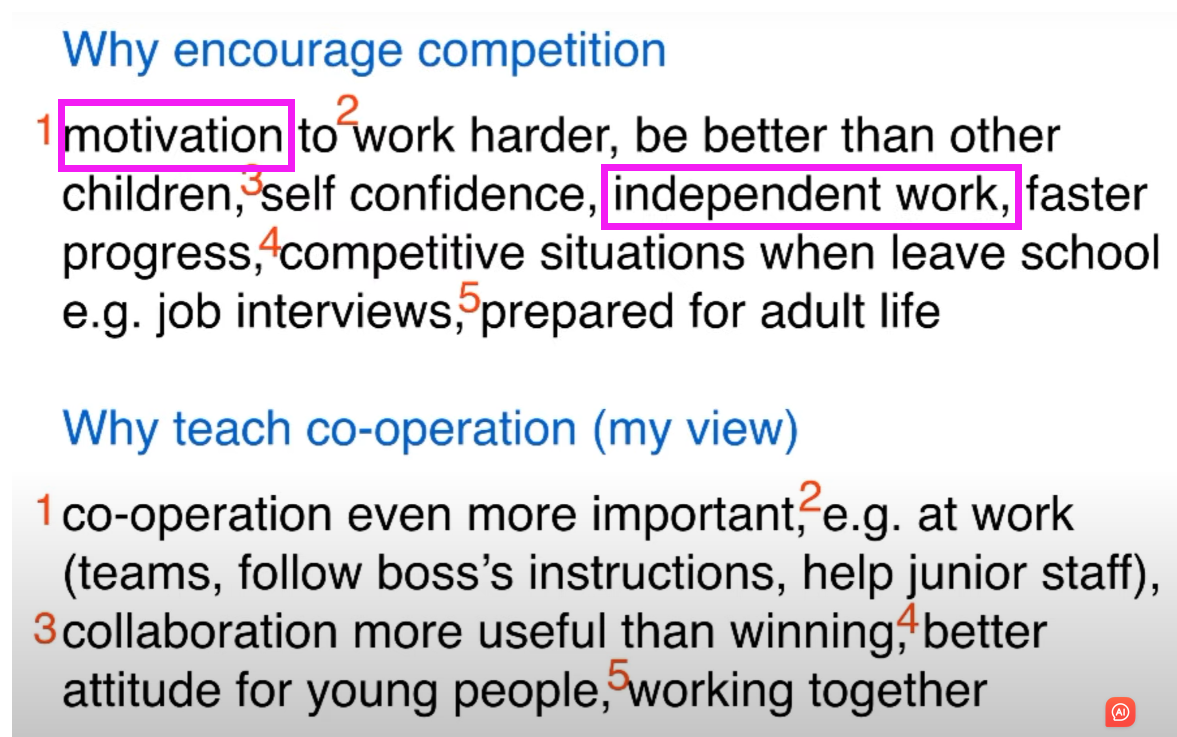 Why encourage competition
1 motivation to 2 work harder, be better than other
children, 3 self confidence, independent work, faster
progress, 4 competitive situations when leave school
e.g. job interviews, 5 prepared for adult life
Why teach co-operation (my view)
1 co-operation even more important, 2 e.g. at work
(teams, follow boss’s instructions, help junior staff),
3 collaboration more useful than winning, 4 better
attitude for young people, 5 working together
AI